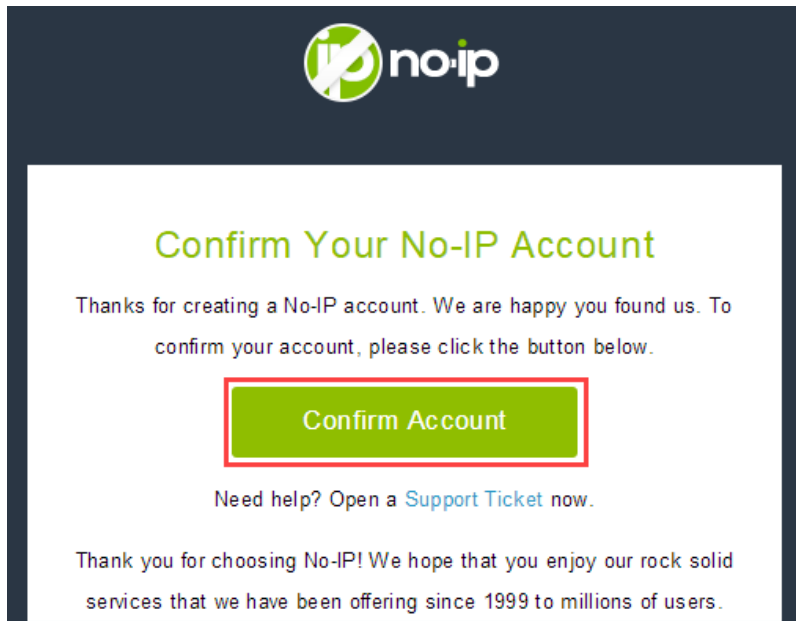 ip no·ip
Confirm Your No-IP Account
Thanks for creating a No-IP account. We are happy you found us. To
confirm your account, please click the button below.
Confirm Account
Need help? Open a Support Ticket now.
Thank you for choosing No-IP! We hope that you enjoy our rock solid
services that we have been offering since 1999 to millions of users.